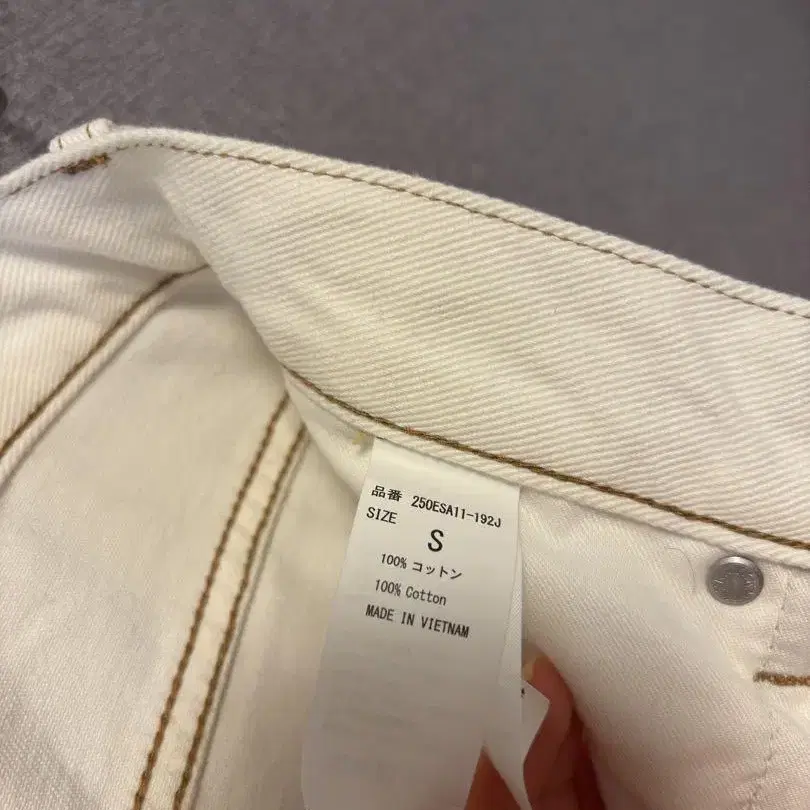 品番 250ESA11-192J
SIZE
S
100% コットン
100% Cotton
MADE IN VIETNAM